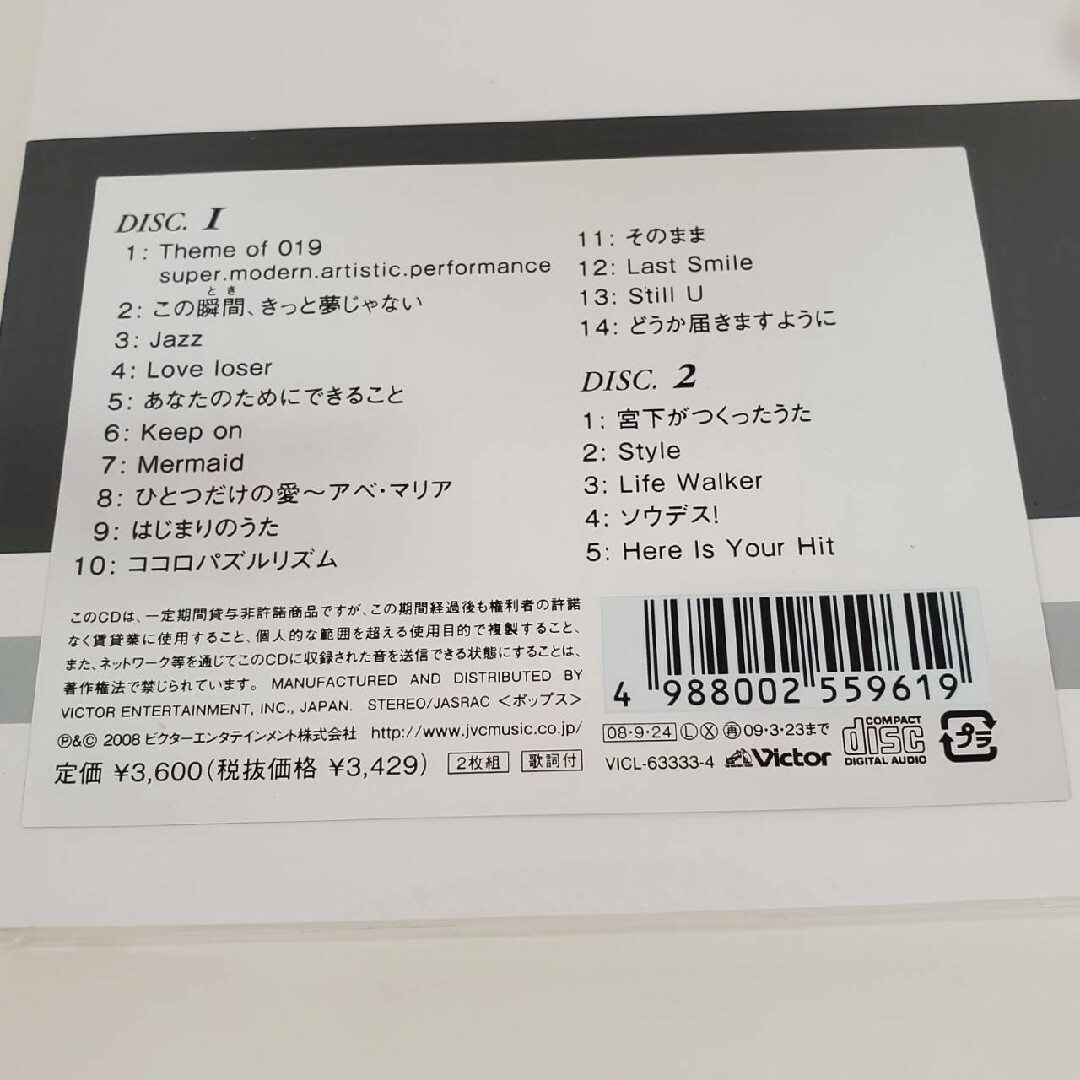 DISC. 1
1: Theme of 019
super.modern.artistic.performance
とき
2: この瞬間、きっと夢じゃない
3: Jazz
4: Love loser
5: あなたのためにできること
6: Keep on
7: Mermaid
8: ひとつだけの愛～アベ・マリア
9: はじまりのうた
10: ココロパズルリズム
11: そのまま
12: Last Smile
13: Still U
14: どうか届きますように
DISC. 2
1: 宮下がつくったうた
2: Style
3: Life Walker
4: ソウデス!
5: Here Is Your Hit
このCDは、一定期間貸与非許諾商品ですが、この期間経過後も権利者の許諾
なく賃貸業に使用すること、個人的な範囲を超える使用目的で複製すること、
また、ネットワーク等を通じてこのCDに収録された音を送信できる状態にすることは、
著作権法で禁じられています。 MANUFACTURED AND DISTRIBUTED BY
VICTOR ENTERTAINMENT, INC., JAPAN. STEREO/JASRAC <ポップス>
℗&© 2008 ビクターエンタテインメント株式会社 http://www.jvcmusic.co.jp/
定価 ¥3,600(税抜価格 ¥3,429) 2枚組 歌詞付
4 988002 559619
08・9・24 Ⓛ Ⓧ ㊢09・3・23まで
VICL-63333-4 Victor
COMPACT
disc
DIGITAL AUDIO
プラ